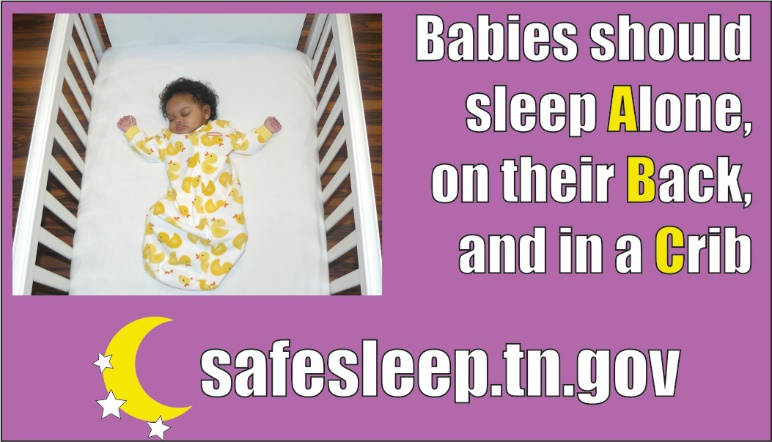 Babies should
sleep Alone,
on their Back,
and in a Crib
safesleep.tn.gov